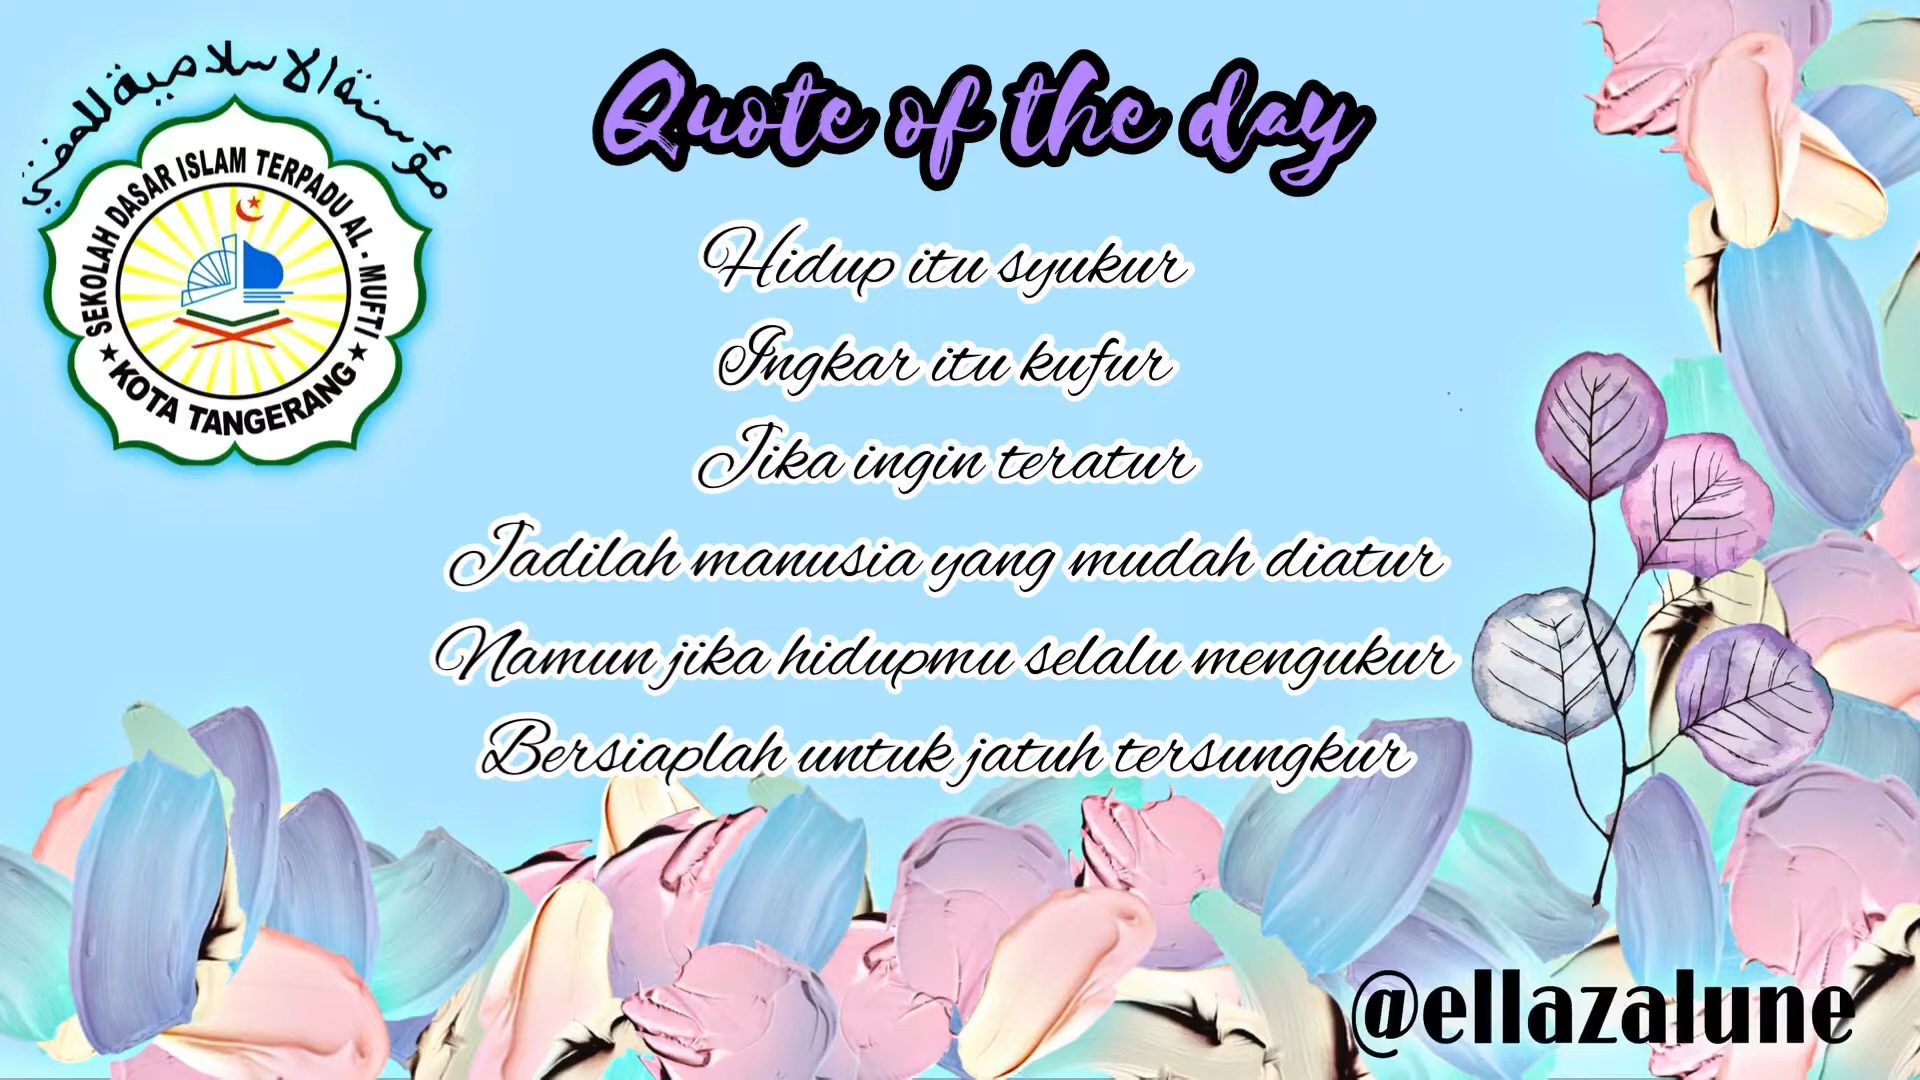 مؤسسة الاسلامية للمفتي
SEKOLAH DASAR ISLAM TERPADU AL - MUFTI
KOTA TANGERANG
Quote of the day
Hidup itu syukur
Ingkar itu kufur
Jika ingin teratur
Jadilah manusia yang mudah diatur
Namun jika hidupmu selalu mengukur
Bersiaplah untuk jatuh tersungkur
@ellazalune